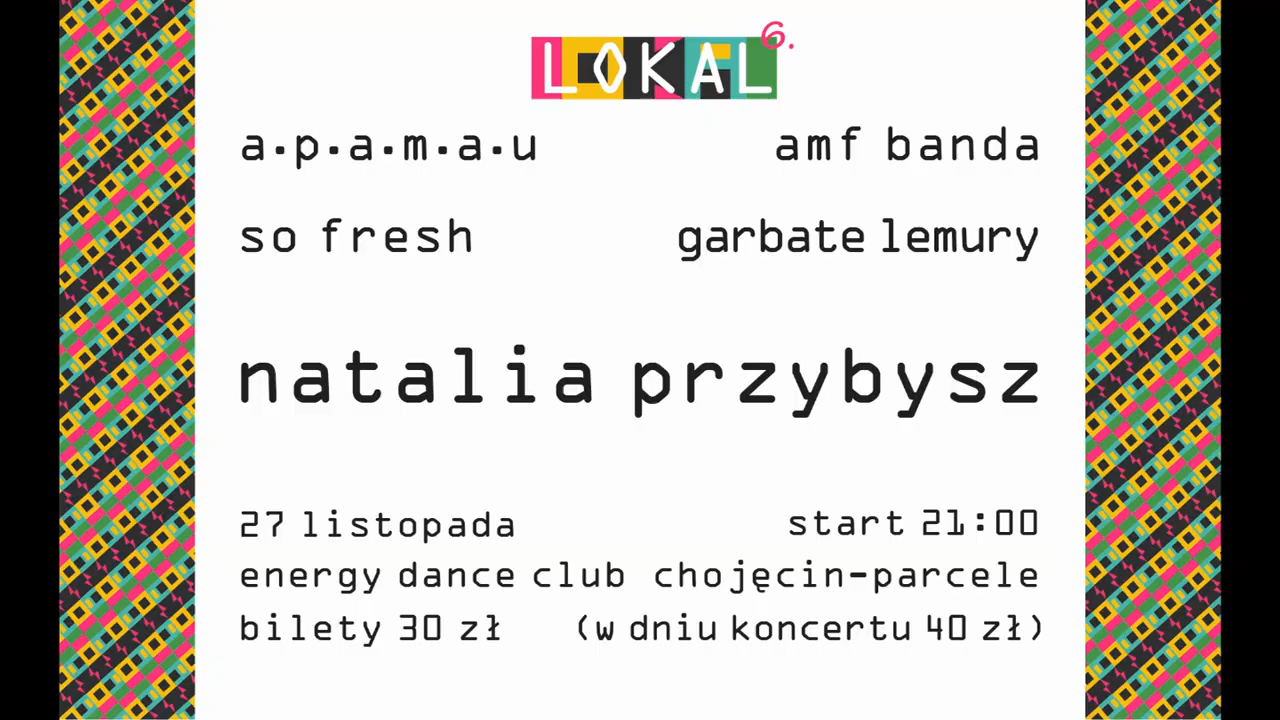 LOKAL 6.
a.p.a.m.a.u amf banda
so fresh garbate lemury
natalia przybysz
27 listopada start 21:00
energy dance club chojęcin-parcele
bilety 30 zł (w dniu koncertu 40 zł)